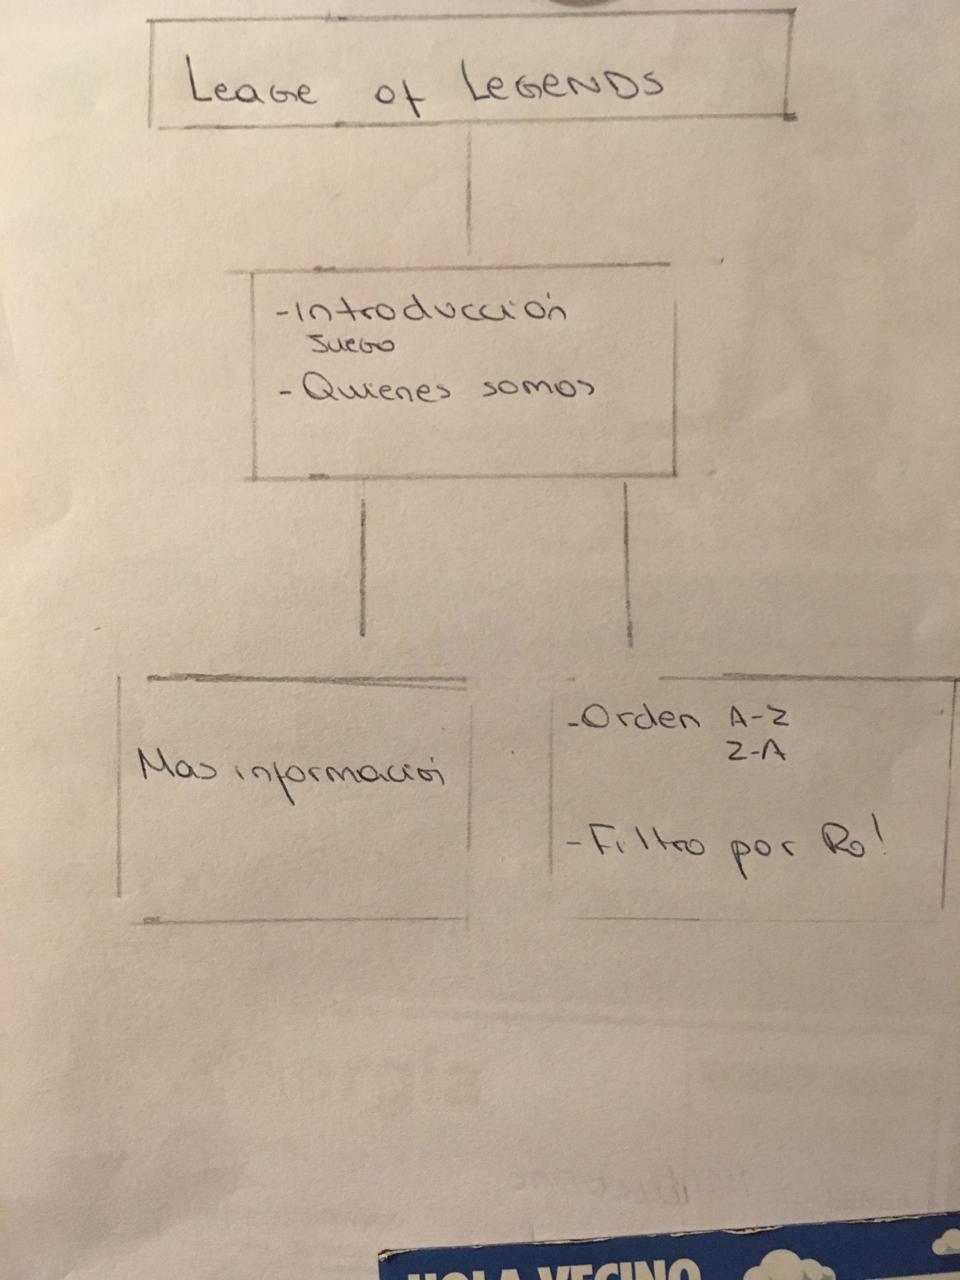 Leage of Legends
-Introducción
Juego
-Quienes somos
Mas información
-Orden A-Z
Z-A
-Filtro por Rol
HOLA VECINO